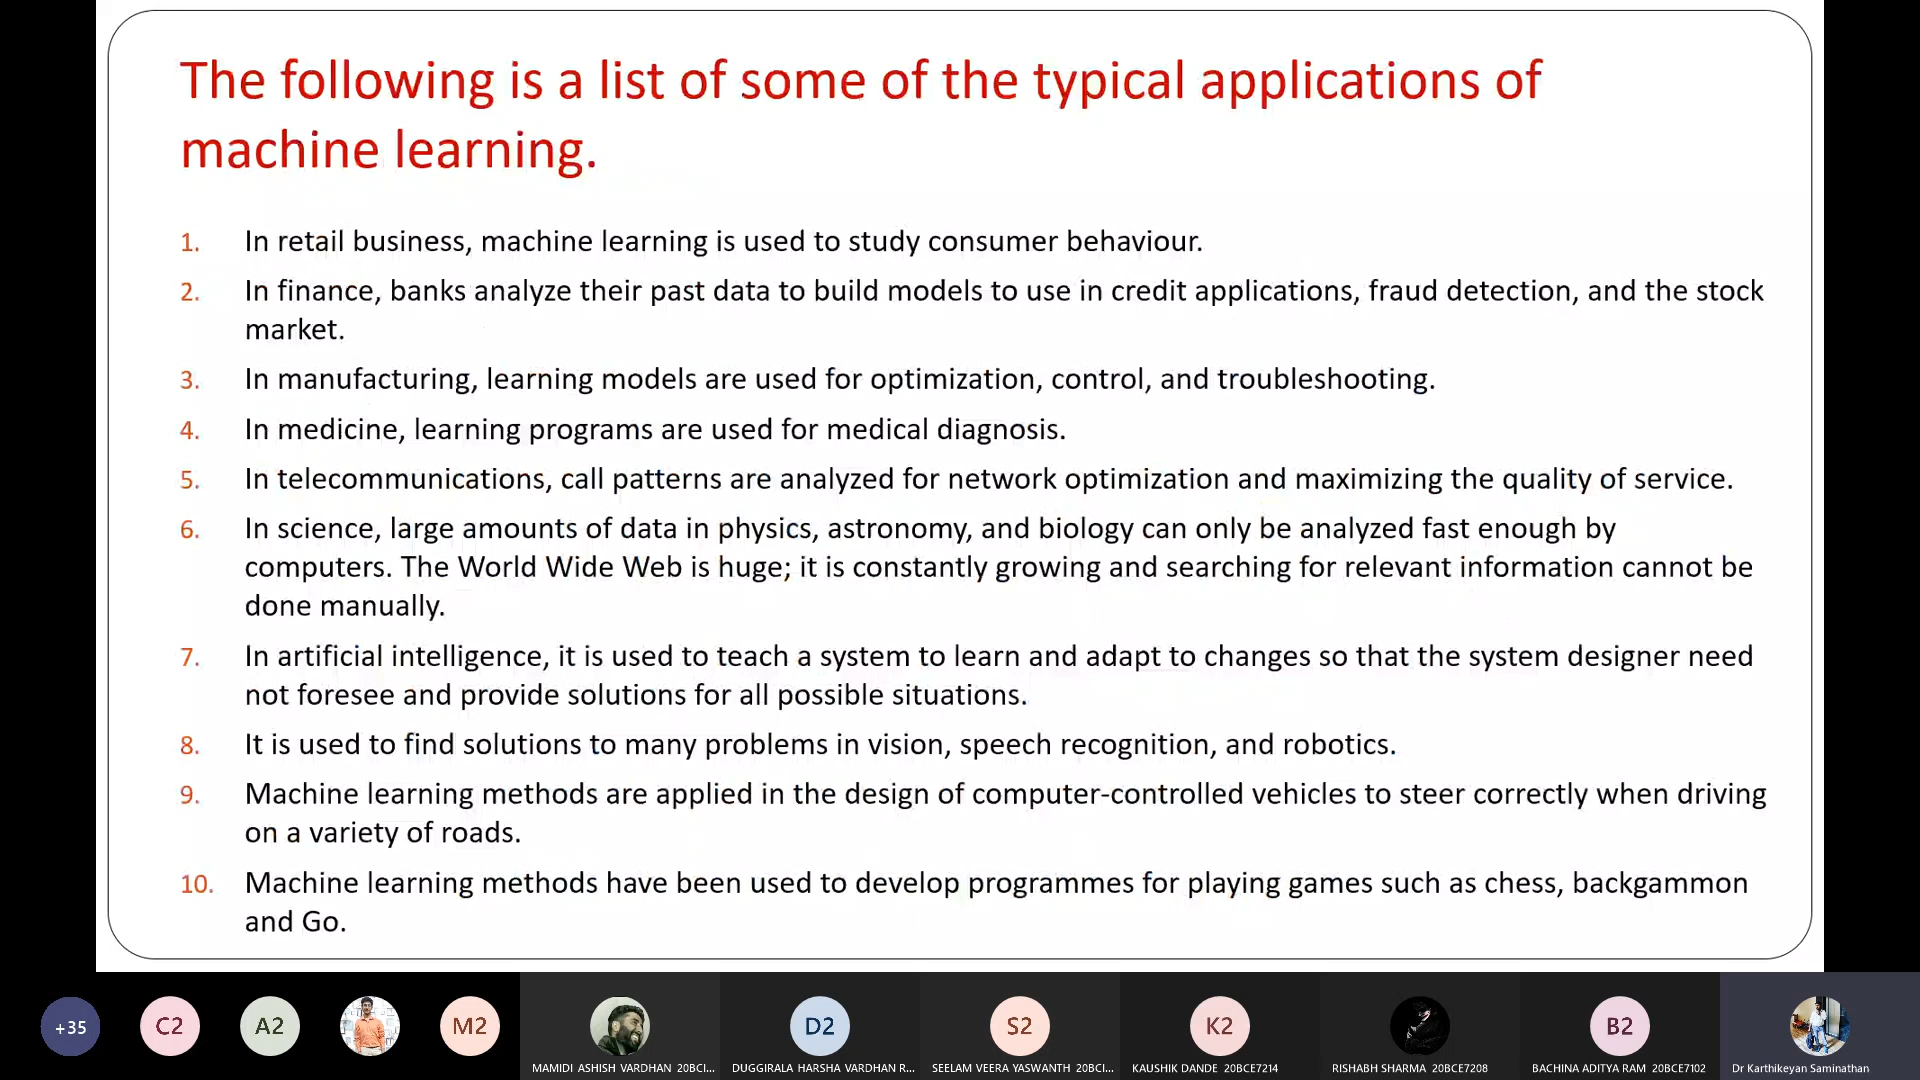 The following is a list of some of the typical applications of
machine learning.
1. In retail business, machine learning is used to study consumer behaviour.
2. In finance, banks analyze their past data to build models to use in credit applications, fraud detection, and the stock
market.
3. In manufacturing, learning models are used for optimization, control, and troubleshooting.
4. In medicine, learning programs are used for medical diagnosis.
5. In telecommunications, call patterns are analyzed for network optimization and maximizing the quality of service.
6. In science, large amounts of data in physics, astronomy, and biology can only be analyzed fast enough by
computers. The World Wide Web is huge; it is constantly growing and searching for relevant information cannot be
done manually.
7. In artificial intelligence, it is used to teach a system to learn and adapt to changes so that the system designer need
not foresee and provide solutions for all possible situations.
8. It is used to find solutions to many problems in vision, speech recognition, and robotics.
9. Machine learning methods are applied in the design of computer-controlled vehicles to steer correctly when driving
on a variety of roads.
10. Machine learning methods have been used to develop programmes for playing games such as chess, backgammon
and Go.
+35 C2 A2 M2 D2 S2 K2 B2
MAMIDI ASHISH VARDHAN 20BCI... DUGGIRALA HARSHA VARDHAN R... SEELAM VEERA YASWANTH 20BCI... KAUSHIK DANDE 20BCE7214 RISHABH SHARMA 20BCE7208 BACHINA ADITYA RAM 20BCE7102 Dr Karthikeyan Saminathan